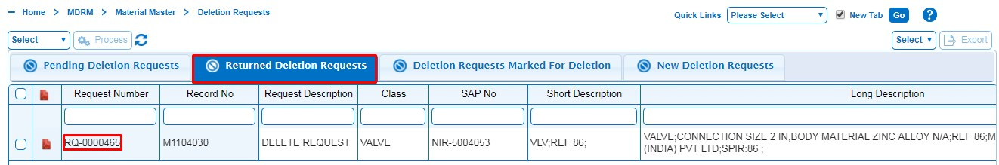 Home > MDRM > Material Master > Deletion Requests
Quick Links Please Select New Tab Go ?
Select Process Select Export
Pending Deletion Requests Returned Deletion Requests Deletion Requests Marked For Deletion New Deletion Requests
Request Number Record No Request Description Class SAP No Short Description Long Description
RQ-0000465 M1104030 DELETE REQUEST VALVE NIR-5004053 VLV;REF 86; VALVE;CONNECTION SIZE 2 IN,BODY MATERIAL ZINC ALLOY N/A;REF 86;M
(INDIA) PVT LTD;SPIR:86 ;